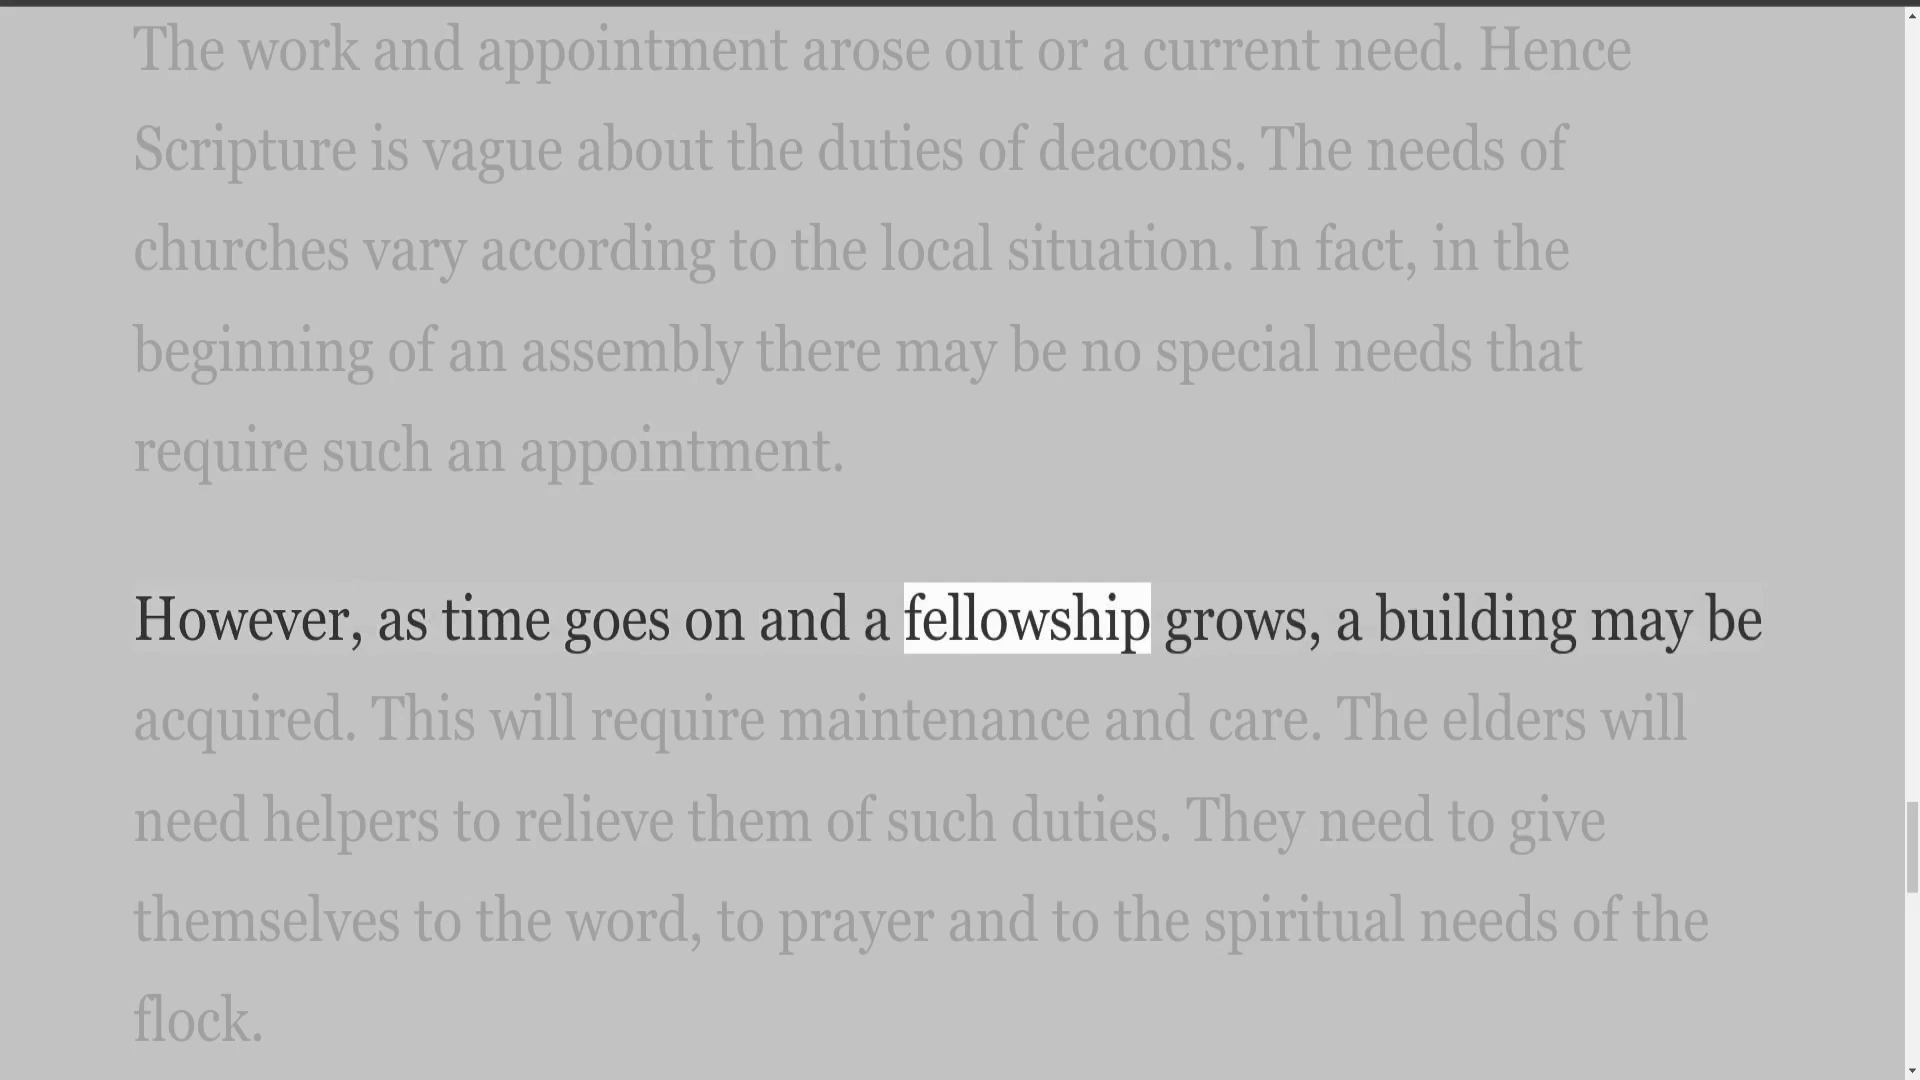 The work and appointment arose out or a current need. Hence
Scripture is vague about the duties of deacons. The needs of
churches vary according to the local situation. In fact, in the
beginning of an assembly there may be no special needs that
require such an appointment.
However, as time goes on and a fellowship grows, a building may be
acquired. This will require maintenance and care. The elders will
need helpers to relieve them of such duties. They need to give
themselves to the word, to prayer and to the spiritual needs of the
flock.